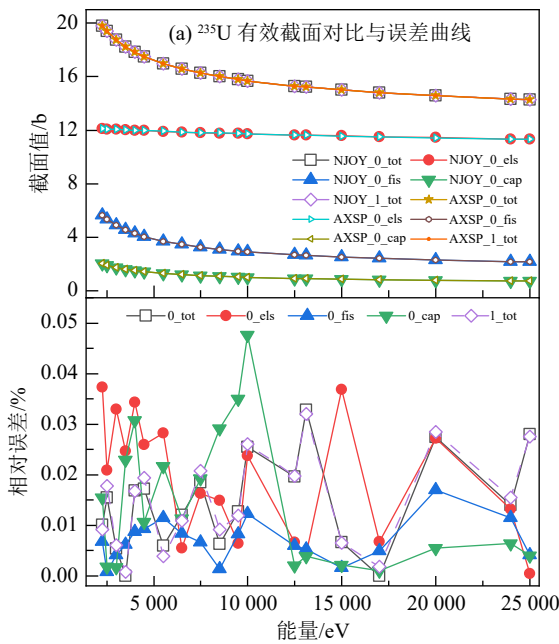 (a) ²³⁵U 有效截面对比与误差曲线
20
16
12
8
4
0
截面值/b
NJOY_0_tot NJOY_0_els
NJOY_0_fis NJOY_0_cap
NJOY_1_tot AXSP_0_tot
AXSP_0_els AXSP_0_fis
AXSP_0_cap AXSP_1_tot
0_tot 0_els 0_fis 0_cap 1_tot
0.05
0.04
0.03
0.02
0.01
0.00
相对误差/%
5 000 10 000 15 000 20 000 25 000
能量/eV